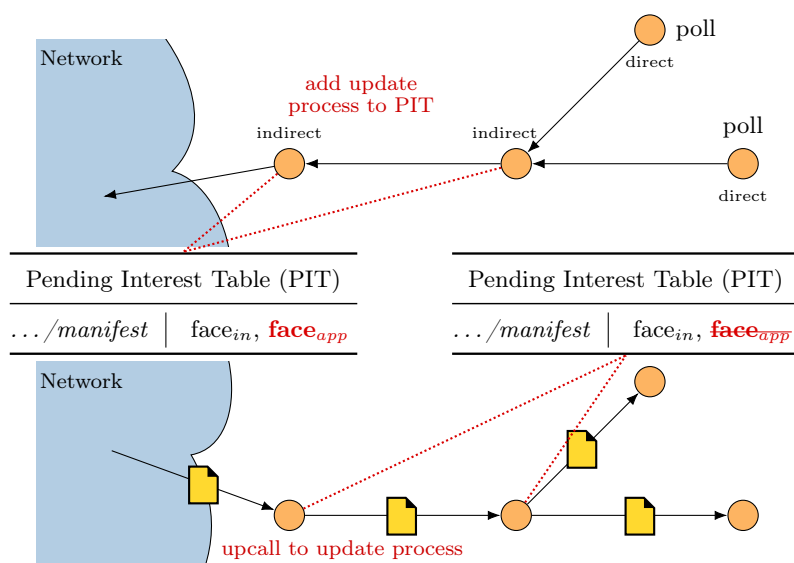 poll
Network
direct
add update
process to PIT
indirect
indirect
poll
direct
Pending Interest Table (PIT)
.../manifest | face_in, face_app
Pending Interest Table (PIT)
.../manifest | face_in, face_app
Network
upcall to update process